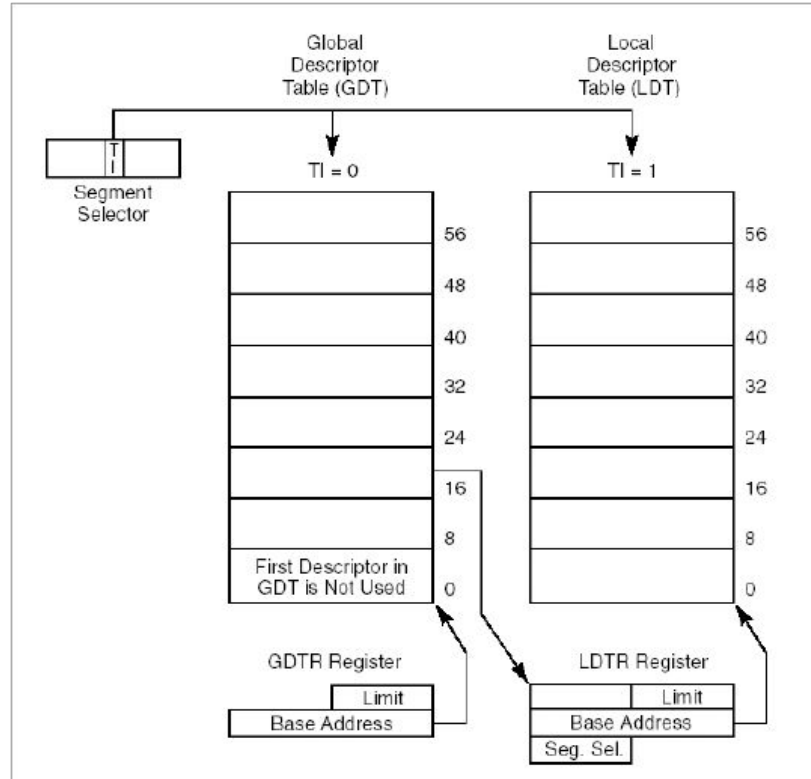 Global
Descriptor
Table (GDT)
Local
Descriptor
Table (LDT)
T
I
Segment
Selector
TI = 0
TI = 1
56
48
40
32
24
16
8
0
First Descriptor in
GDT is Not Used
56
48
40
32
24
16
8
0
GDTR Register
Limit
Base Address
LDTR Register
Limit
Base Address
Seg. Sel.